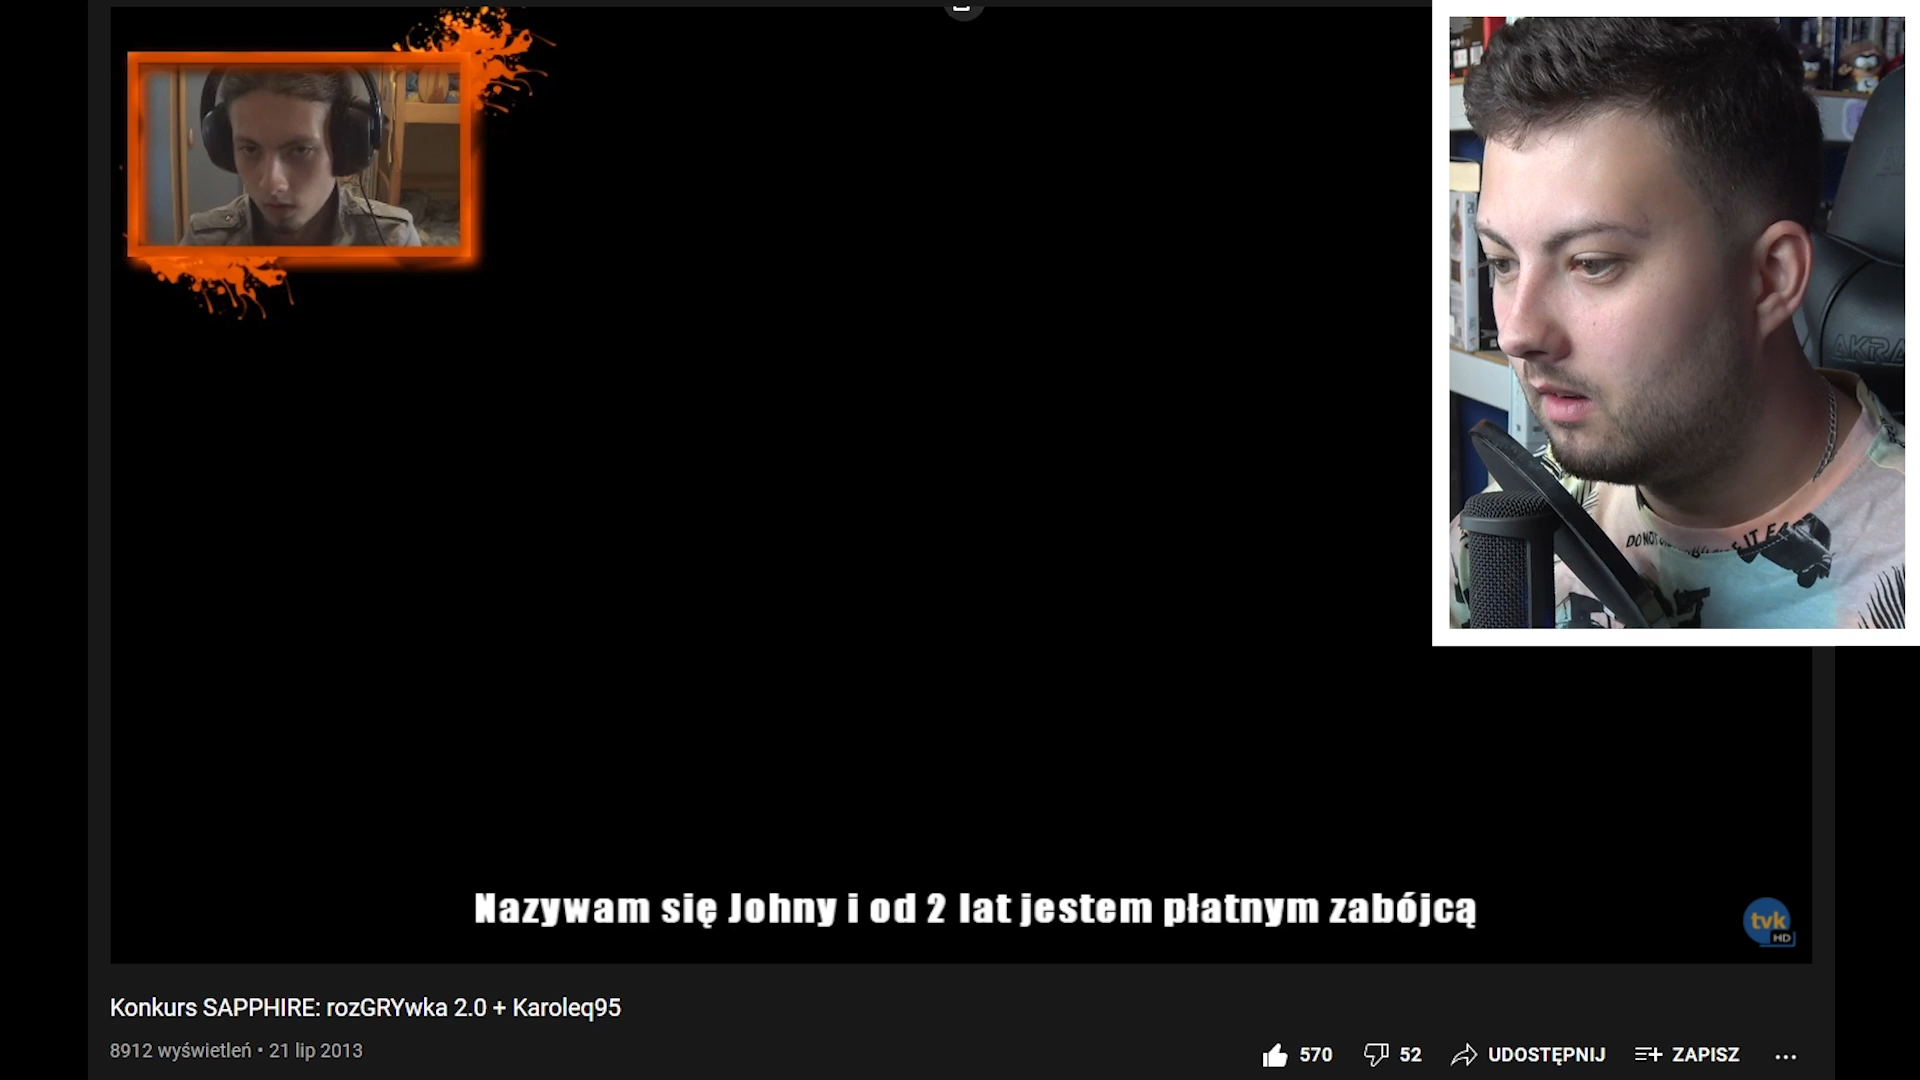 Nazywam się Johny i od 2 lat jestem płatnym zabójcą
tvk
HD
Konkurs SAPPHIRE: rozGRYwka 2.0 + Karoleq95
8912 wyświetleń • 21 lip 2013
570
52
UDOSTĘPNIJ
ZAPISZ